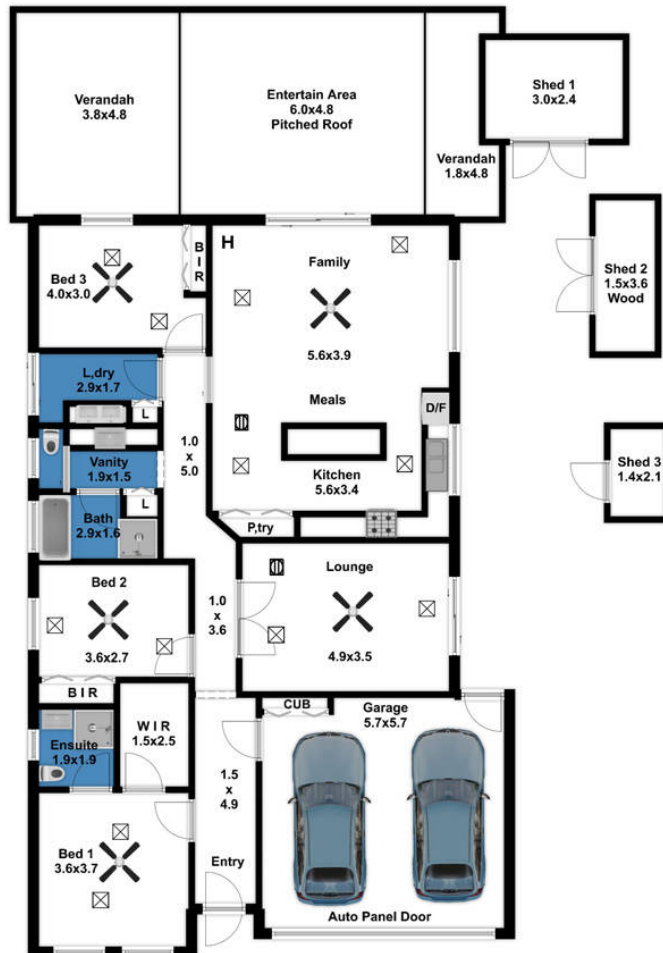 Verandah
3.8x4.8
Entertain Area
6.0x4.8
Pitched Roof
Verandah
1.8x4.8
Shed 1
3.0x2.4
Shed 2
1.5x3.6
Wood
Shed 3
1.4x2.1
Bed 3
4.0x3.0
B
I
R
H
Family
5.6x3.9
Meals
D/F
Kitchen
5.6x3.4
P,try
L,dry
2.9x1.7
L
Vanity
1.9x1.5
L
Bath
2.9x1.6
1.0
x
5.0
Bed 2
3.6x2.7
B I R
1.0
x
3.6
Lounge
4.9x3.5
Ensuite
1.9x1.9
W I R
1.5x2.5
CUB
Garage
5.7x5.7
1.5
x
4.9
Bed 1
3.6x3.7
Entry
Auto Panel Door